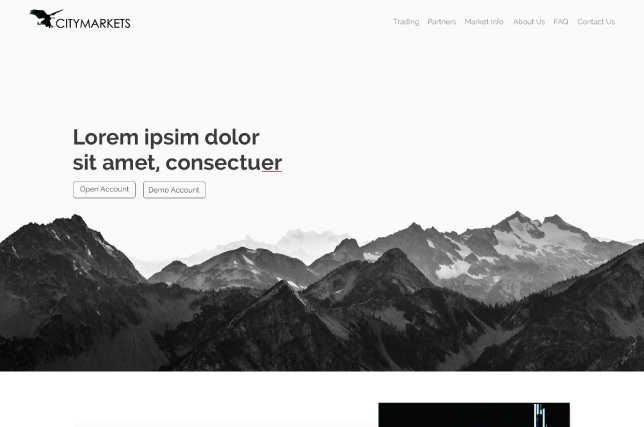 CITYMARKETS
Trading Partners Market Info About Us FAQ Contact Us
Lorem ipsim dolor
sit amet, consectuer
Open Account Demo Account